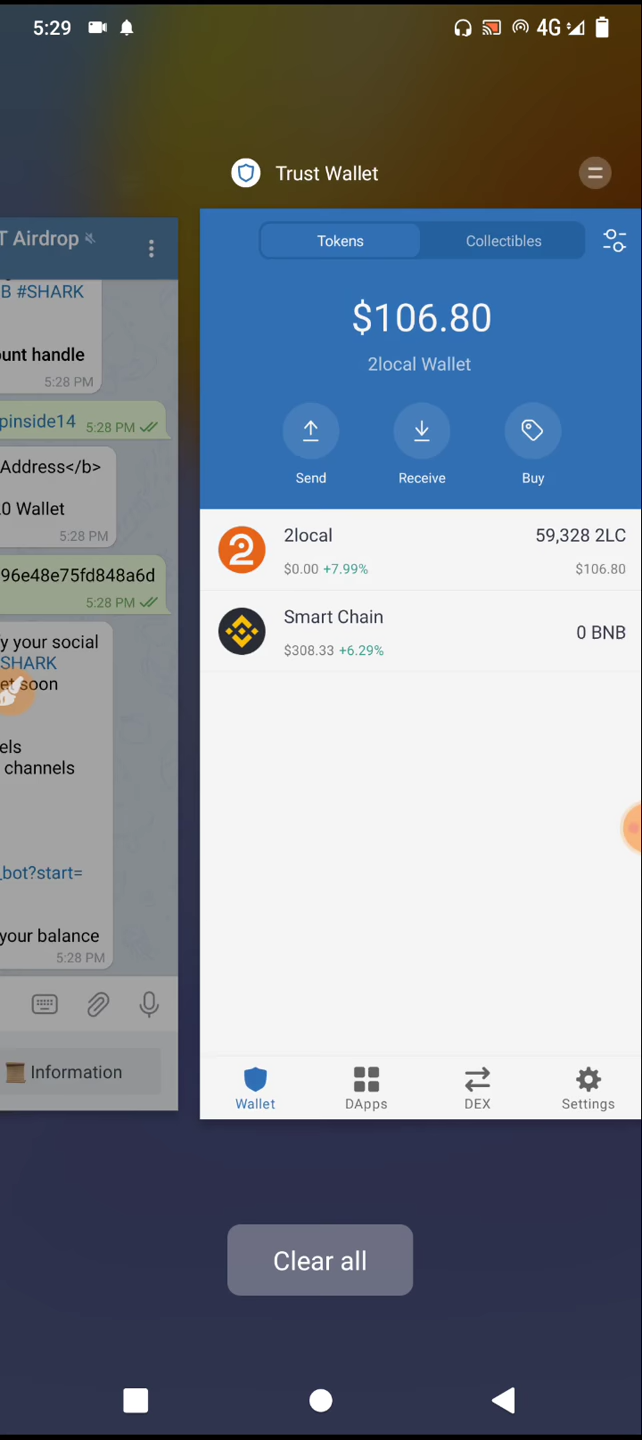 5:29
4G
Trust Wallet
T Airdrop
B #SHARK
ount handle
5:28 PM
pinside14 5:28 PM
Address</b>
0 Wallet
5:28 PM
96e48e75fd848a6d
5:28 PM
y your social
SHARK
et soon
els
channels
_bot?start=
your balance
5:28 PM
Information
Tokens
Collectibles
$106.80
2local Wallet
Send
Receive
Buy
2local
59,328 2LC
$0.00 +7.99%
$106.80
Smart Chain
0 BNB
$308.33 +6.29%
Wallet
DApps
DEX
Settings
Clear all